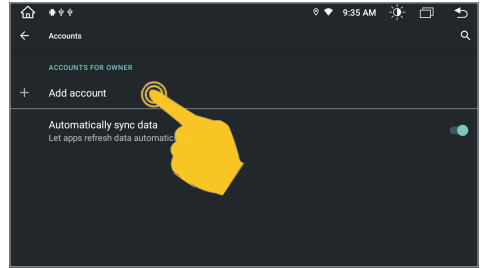 9:35 AM
Accounts
ACCOUNTS FOR OWNER
Add account
Automatically sync data
Let apps refresh data automatic